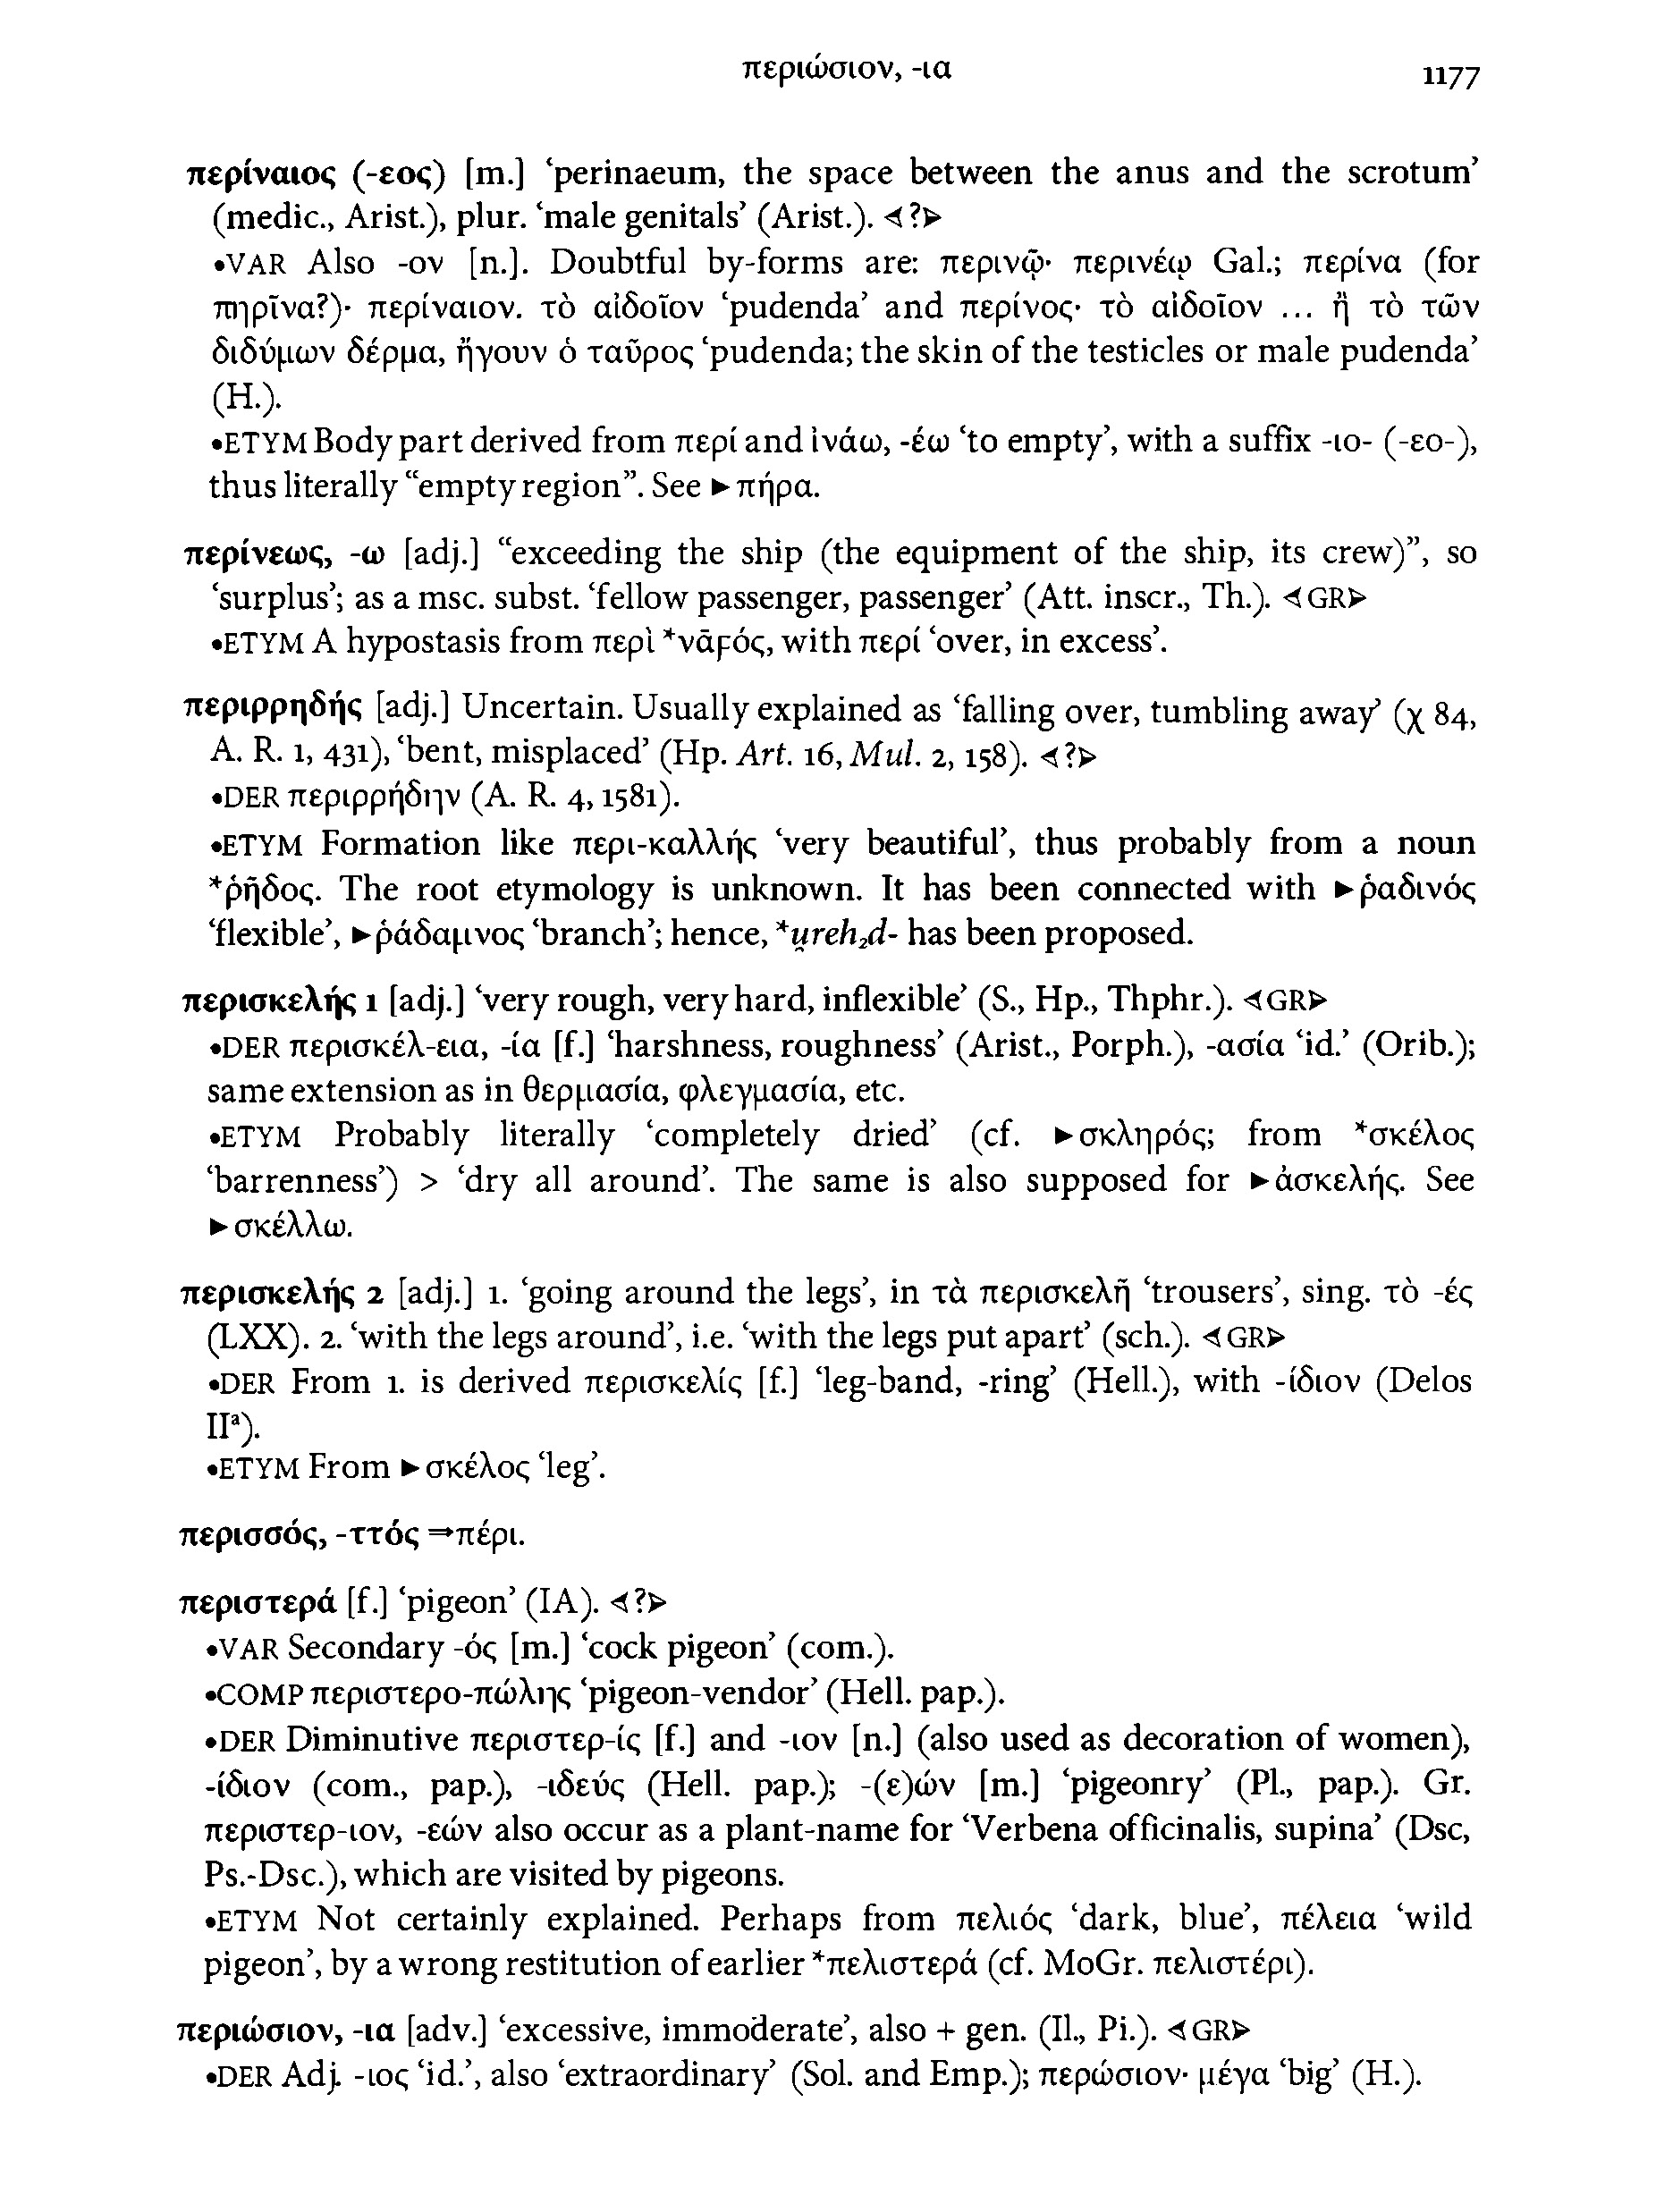 περιώσιον, -ια 1177
περίναιος (-εος) [m.] ‘perinaeum, the space between the anus and the scrotum’
(medic., Arist.), plur. ‘male genitals’ (Arist.). ⊲?⊳
•VAR Also -ον [n.]. Doubtful by-forms are: περινῷ· περινέῳ Gal.; περίνα (for
πηρῖνα?)· περίναιον. τὸ αἰδοῖον ‘pudenda’ and περίνος· τὸ αἰδοῖον ... ἢ τὸ τῶν
διδύμων δέρμα, ἤγουν ὁ ταῦρος ‘pudenda; the skin of the testicles or male pudenda’
(H.).
•ETYM Body part derived from περί and ἰνάω, -έω ‘to empty’, with a suffix -ιο- (-εο-),
thus literally “empty region”. See ►πήρα.
περίνεως, -ω [adj.] “exceeding the ship (the equipment of the ship, its crew)”, so
‘surplus’; as a msc. subst. ‘fellow passenger, passenger’ (Att. inscr., Th.). ⊲GR⊳
•ETYM A hypostasis from περὶ *νᾱϝός, with περί ‘over, in excess’.
περιρρηδής [adj.] Uncertain. Usually explained as ‘falling over, tumbling away’ (χ 84,
A. R. 1, 431), ‘bent, misplaced’ (Hp. Art. 16, Mul. 2, 158). ⊲?⊳
•DER περιρρήδην (A. R. 4, 1581).
•ETYM Formation like περι-καλλής ‘very beautiful’, thus probably from a noun
*ῥῆδος. The root etymology is unknown. It has been connected with ►ῥαδινός
‘flexible’, ►ῥάδαμνος ‘branch’; hence, *u̯reh₂d- has been proposed.
περισκελής 1 [adj.] ‘very rough, very hard, inflexible’ (S., Hp., Thphr.). ⊲GR⊳
•DER περισκέλ-εια, -ία [f.] ‘harshness, roughness’ (Arist., Porph.), -ασία ‘id.’ (Orib.);
same extension as in θερμασία, φλεγμασία, etc.
•ETYM Probably literally ‘completely dried’ (cf. ►σκληρός; from *σκέλος
‘barrenness’) > ‘dry all around’. The same is also supposed for ►ἀσκελής. See
►σκέλλω.
περισκελής 2 [adj.] 1. ‘going around the legs’, in τὰ περισκελῆ ‘trousers’, sing. τὸ -ές
(LXX). 2. ‘with the legs around’, i.e. ‘with the legs put apart’ (sch.). ⊲GR⊳
•DER From 1. is derived περισκελίς [f.] ‘leg-band, -ring’ (Hell.), with -ίδιον (Delos
IIᵃ).
•ETYM From ►σκέλος ‘leg’.
περισσός, -ττός ⇒πέρι.
περιστερά [f.] ‘pigeon’ (IA). ⊲?⊳
•VAR Secondary -ός [m.] ‘cock pigeon’ (com.).
•COMP περιστερο-πώλης ‘pigeon-vendor’ (Hell. pap.).
•DER Diminutive περιστερ-ίς [f.] and -ιον [n.] (also used as decoration of women),
-ίδιον (com., pap.), -ιδεύς (Hell. pap.); -(ε)ών [m.] ‘pigeonry’ (Pl., pap.). Gr.
περιστερ-ιον, -εών also occur as a plant-name for ‘Verbena officinalis, supina’ (Dsc,
Ps.-Dsc.), which are visited by pigeons.
•ETYM Not certainly explained. Perhaps from πελιός ‘dark, blue’, πέλεια ‘wild
pigeon’, by a wrong restitution of earlier *πελιστερά (cf. MoGr. πελιστέρι).
περιώσιον, -ια [adv.] ‘excessive, immoderate’, also + gen. (Il., Pi.). ⊲GR⊳
•DER Adj. -ιος ‘id.’, also ‘extraordinary’ (Sol. and Emp.); περώσιον· μέγα ‘big’ (H.).